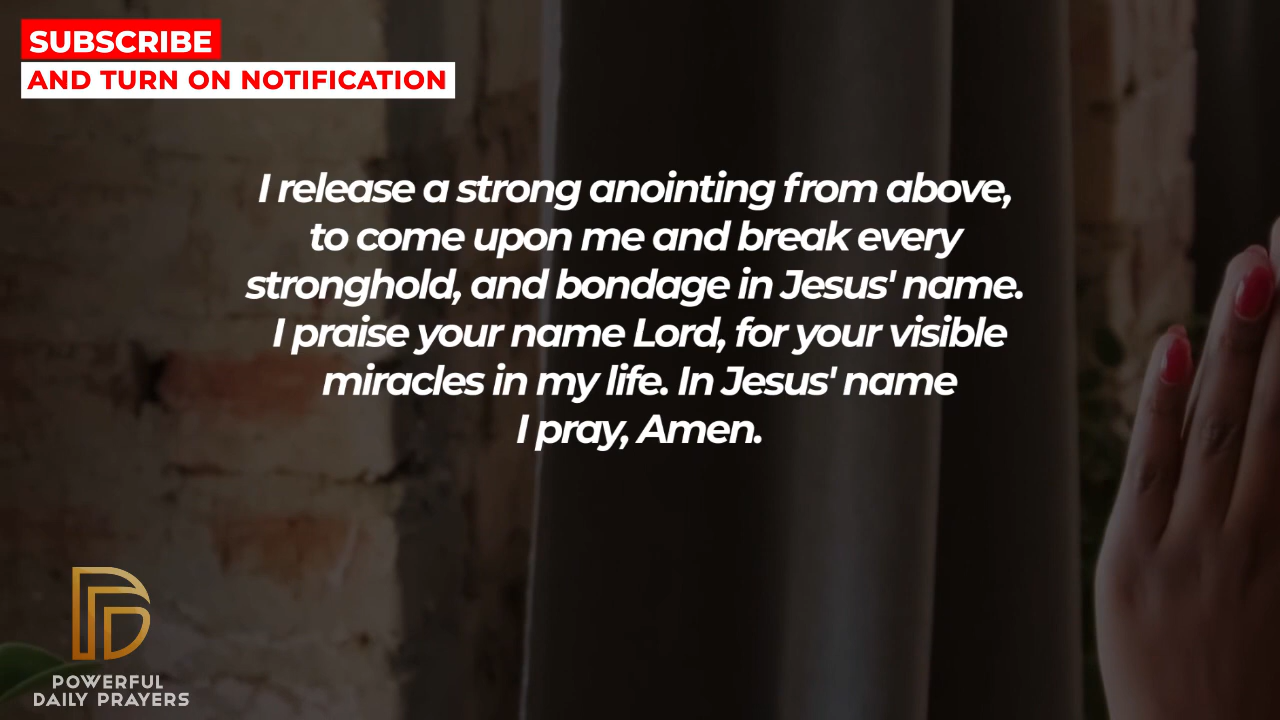 SUBSCRIBE
AND TURN ON NOTIFICATION
I release a strong anointing from above,
to come upon me and break every
stronghold, and bondage in Jesus' name.
I praise your name Lord, for your visible
miracles in my life. In Jesus' name
I pray, Amen.
POWERFUL
DAILY PRAYERS